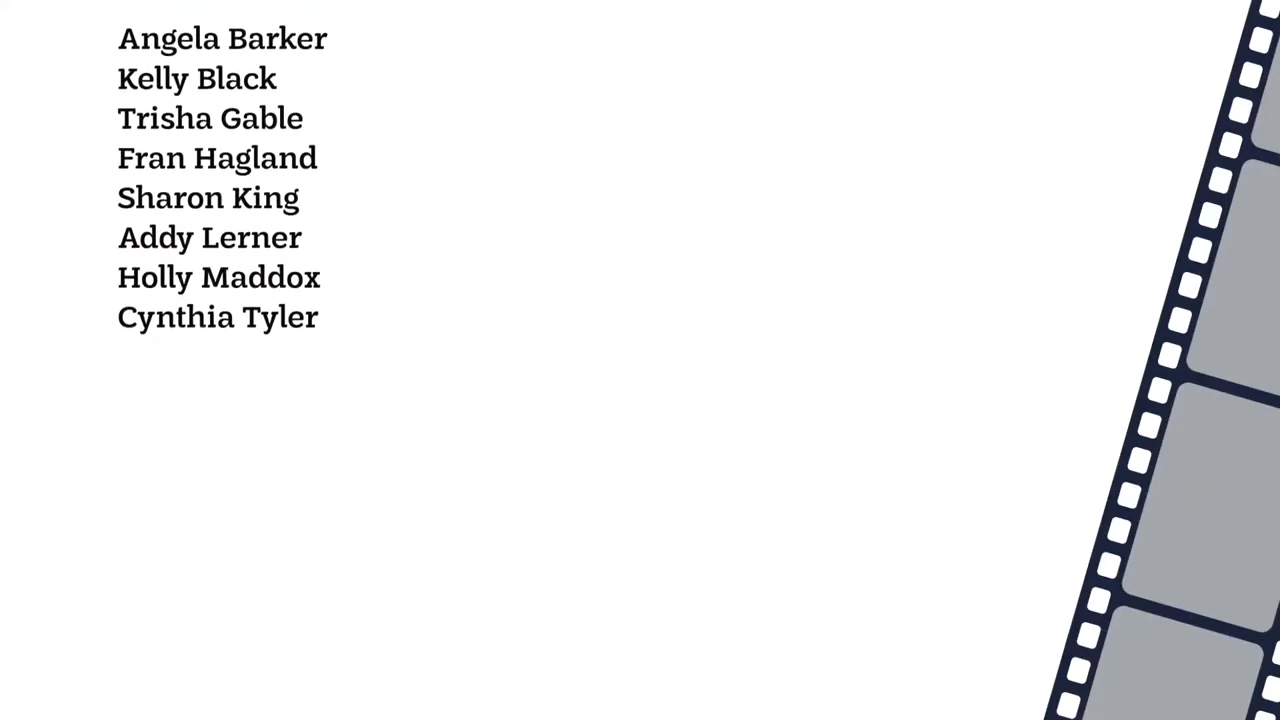 Angela Barker
Kelly Black
Trisha Gable
Fran Hagland
Sharon King
Addy Lerner
Holly Maddox
Cynthia Tyler